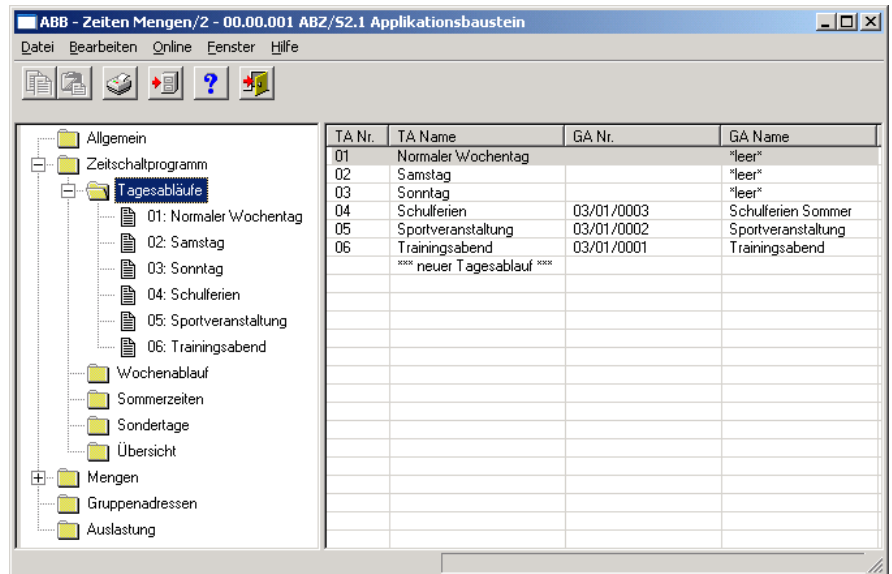 ABB - Zeiten Mengen/2 - 00.00.001 ABZ/S2.1 Applikationsbaustein
Datei Bearbeiten Online Fenster Hilfe
Allgemein
Zeitschaltprogramm
Tagesabläufe
01: Normaler Wochentag
02: Samstag
03: Sonntag
04: Schulferien
05: Sportveranstaltung
06: Trainingsabend
Wochenablauf
Sommerzeiten
Sondertage
Übersicht
Mengen
Gruppenadressen
Auslastung
TA Nr. TA Name GA Nr. GA Name
01 Normaler Wochentag *leer*
02 Samstag *leer*
03 Sonntag *leer*
04 Schulferien 03/01/0003 Schulferien Sommer
05 Sportveranstaltung 03/01/0002 Sportveranstaltung
06 Trainingsabend 03/01/0001 Trainingsabend
*** neuer Tagesablauf ***